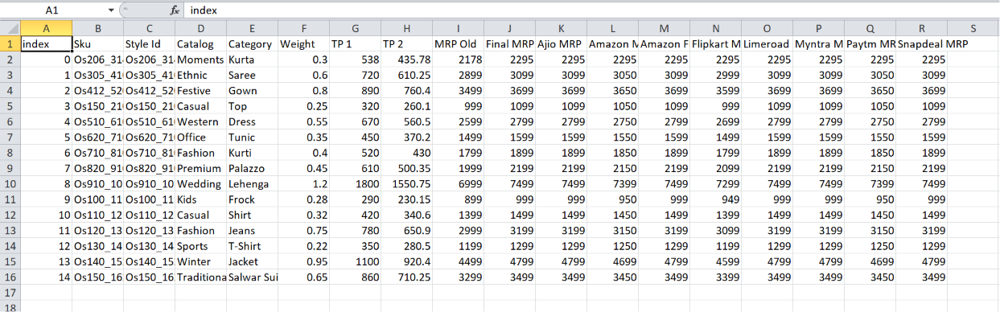 A1 fx index
A B C D E F G H I J K L M N O P Q R S
1 index Sku Style Id Catalog Category Weight TP 1 TP 2 MRP Old Final MRP Ajio MRP Amazon M Amazon F Flipkart M Limeroad Myntra M Paytm MR Snapdeal MRP
2 0 Os206_31 Os206_31 Moments Kurta 0.3 538 435.78 2178 2295 2295 2295 2295 2295 2295 2295 2295 2295
3 1 Os305_41 Os305_41 Ethnic Saree 0.6 720 610.25 2899 3099 3099 3050 3099 2999 3099 3099 3050 3099
4 2 Os412_52 Os412_52 Festive Gown 0.8 890 760.4 3499 3699 3699 3650 3699 3599 3699 3699 3650 3699
5 3 Os150_21 Os150_21 Casual Top 0.25 320 260.1 999 1099 1099 1050 1099 999 1099 1099 1050 1099
6 4 Os510_61 Os510_61 Western Dress 0.55 670 560.5 2599 2799 2799 2750 2799 2699 2799 2799 2750 2799
7 5 Os620_71 Os620_71 Office Tunic 0.35 450 370.2 1499 1599 1599 1550 1599 1499 1599 1599 1550 1599
8 6 Os710_81 Os710_81 Fashion Kurti 0.4 520 430 1799 1899 1899 1850 1899 1799 1899 1899 1850 1899
9 7 Os820_91 Os820_91 Premium Palazzo 0.45 610 500.35 1999 2199 2199 2150 2199 2099 2199 2199 2150 2199
10 8 Os910_10 Os910_10 Wedding Lehenga 1.2 1800 1550.75 6999 7499 7499 7399 7499 7299 7499 7499 7399 7499
11 9 Os100_11 Os100_11 Kids Frock 0.28 290 230.15 899 999 999 950 999 949 999 999 950 999
12 10 Os110_12 Os110_12 Casual Shirt 0.32 420 340.6 1399 1499 1499 1450 1499 1399 1499 1499 1450 1499
13 11 Os120_13 Os120_13 Fashion Jeans 0.75 780 650.9 2999 3199 3199 3150 3199 3099 3199 3199 3150 3199
14 12 Os130_14 Os130_14 Sports T-Shirt 0.22 350 280.5 1199 1299 1299 1250 1299 1199 1299 1299 1250 1299
15 13 Os140_15 Os140_15 Winter Jacket 0.95 1100 920.4 4499 4799 4799 4699 4799 4599 4799 4799 4699 4799
16 14 Os150_16 Os150_16 Traditiona Salwar Sui 0.65 860 710.25 3299 3499 3499 3450 3499 3399 3499 3499 3450 3499
17
18